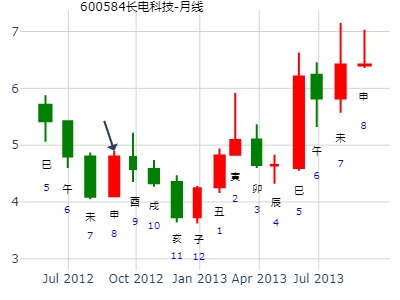 600584长电科技-月线
7
6
5
4
3
巳
5
午
6
未
7
申
8
酉
9
戌
10
亥
11
子
12
丑
1
寅
2
卯
3
辰
4
巳
5
午
6
未
7
申
8
Jul 2012
Oct 2012
Jan 2013
Apr 2013
Jul 2013